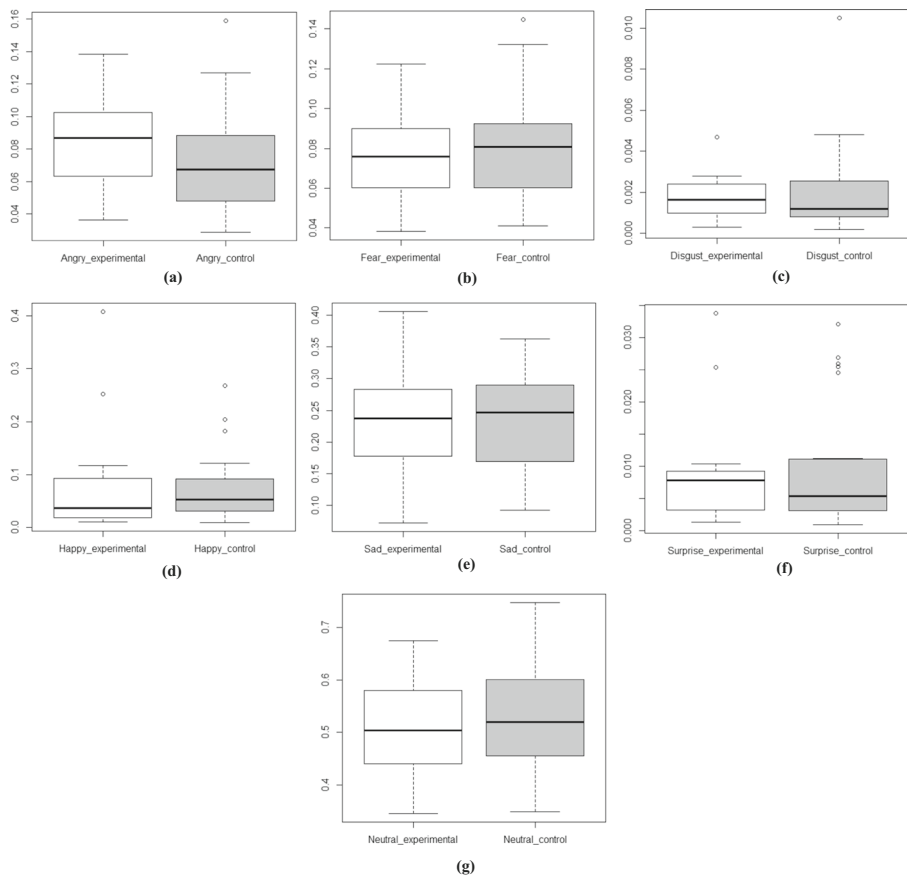 0.16
0.14
0.12
0.10
0.08
0.06
0.04
Angry_experimental Angry_control
(a)
0.14
0.12
0.10
0.08
0.06
0.04
Fear_experimental Fear_control
(b)
0.010
0.008
0.006
0.004
0.002
0.000
Disgust_experimental Disgust_control
(c)
0.4
0.3
0.2
0.1
0.0
Happy_experimental Happy_control
(d)
0.40
0.35
0.30
0.25
0.20
0.15
0.10
Sad_experimental Sad_control
(e)
0.030
0.020
0.010
0.000
Surprise_experimental Surprise_control
(f)
0.7
0.6
0.5
0.4
Neutral_experimental Neutral_control
(g)